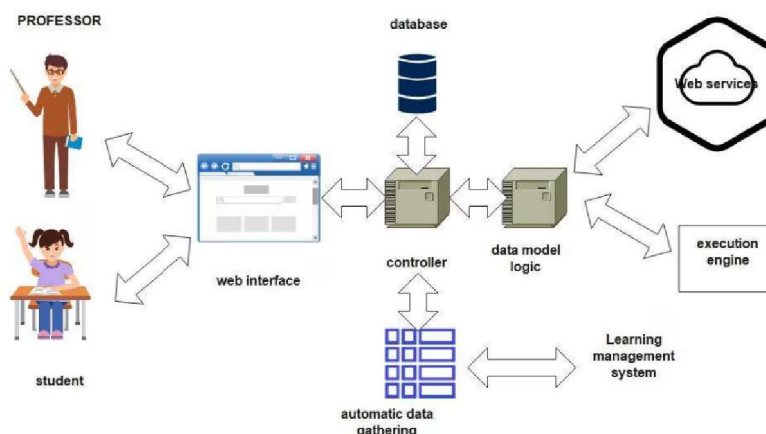 PROFESSOR
database
Web services
web interface
controller
data model
logic
execution
engine
student
Learning
management
system
automatic data
gathering